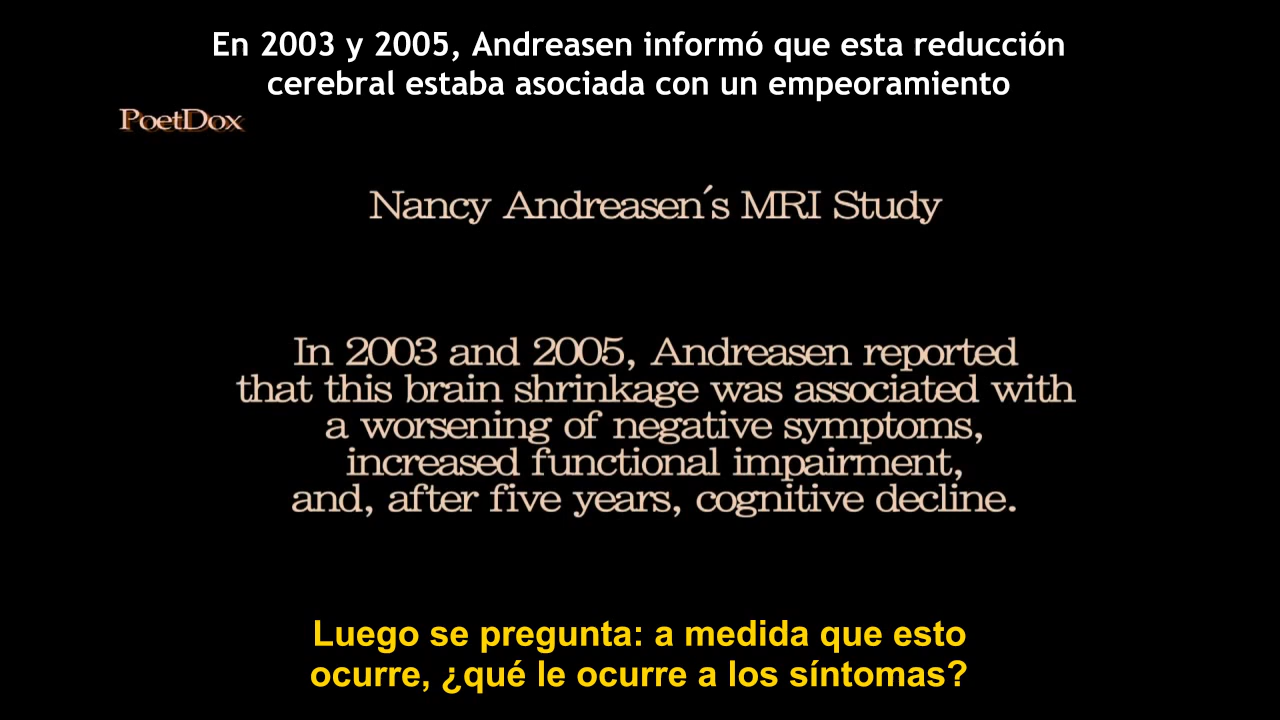 En 2003 y 2005, Andreasen informó que esta reducción
cerebral estaba asociada con un empeoramiento
PoetDox
Nancy Andreasen´s MRI Study
In 2003 and 2005, Andreasen reported
that this brain shrinkage was associated with
a worsening of negative symptoms,
increased functional impairment,
and, after five years, cognitive decline.
Luego se pregunta: a medida que esto
ocurre, ¿qué le ocurre a los síntomas?